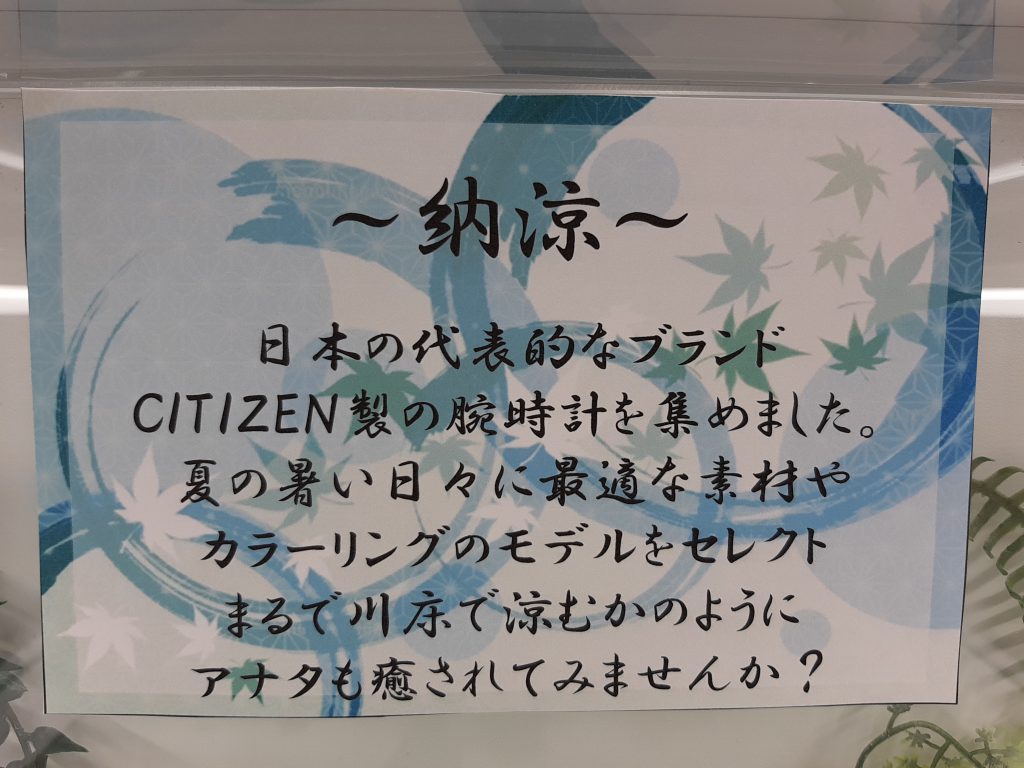 ～納涼～
日本の代表的なブランド
CITIZEN製の腕時計を集めました。
夏の暑い日々に最適な素材や
カラーリングのモデルをセレクト
まるで川床で涼むかのように
アナタも癒されてみませんか？